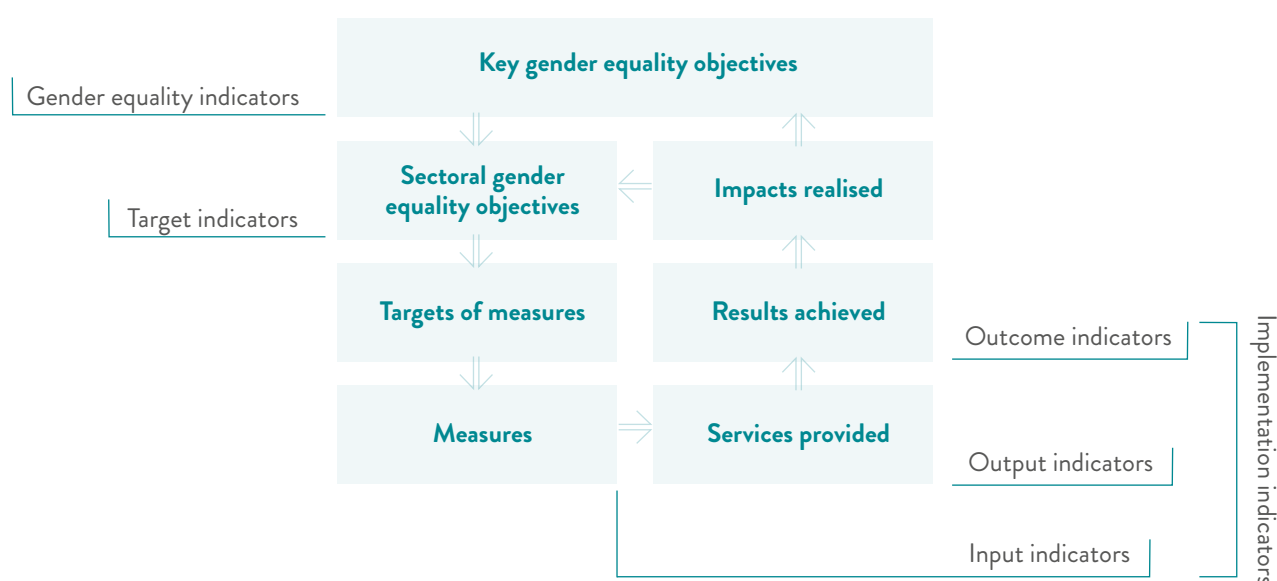 Key gender equality objectives
Gender equality indicators
Sectoral gender
equality objectives
Impacts realised
Target indicators
Targets of measures
Results achieved
Outcome indicators
Measures
Services provided
Output indicators
Input indicators
Implementation indicators